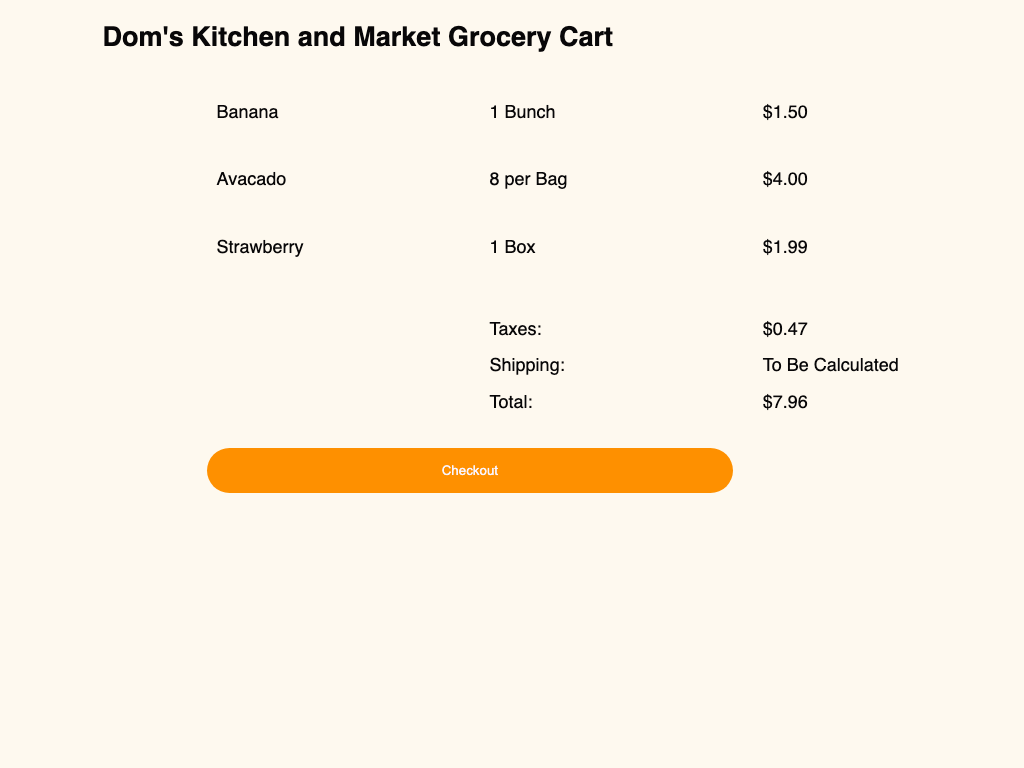 Dom's Kitchen and Market Grocery Cart
Banana 1 Bunch $1.50
Avacado 8 per Bag $4.00
Strawberry 1 Box $1.99
Taxes: $0.47
Shipping: To Be Calculated
Total: $7.96
Checkout